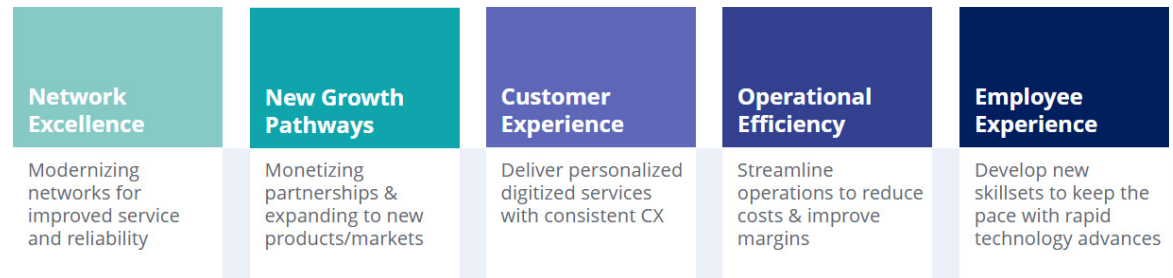 Network
Excellence
Modernizing
networks for
improved service
and reliability
New Growth
Pathways
Monetizing
partnerships &
expanding to new
products/markets
Customer
Experience
Deliver personalized
digitized services
with consistent CX
Operational
Efficiency
Streamline
operations to reduce
costs & improve
margins
Employee
Experience
Develop new
skillsets to keep the
pace with rapid
technology advances